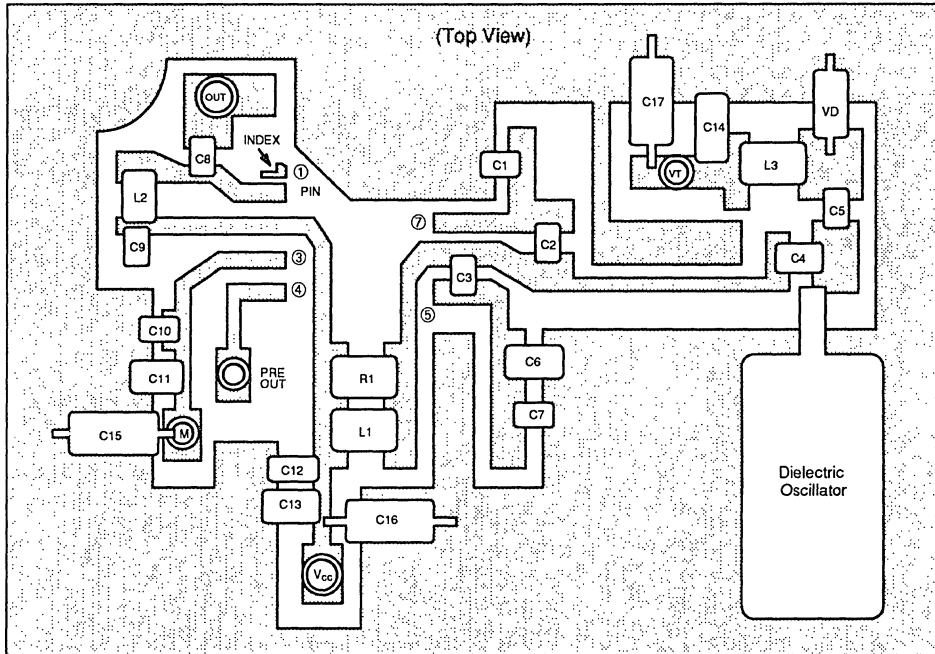 (Top View)
OUT
C17
C14
VD
INDEX
C8
①
C1
VT
L3
PIN
L2
C5
⑦
C9
C2
C4
③
C3
④
⑤
C10
C6
C11
R1
PRE
OUT
C7
C15
M
L1
C12
Dielectric
Oscillator
C13
C16
VCC